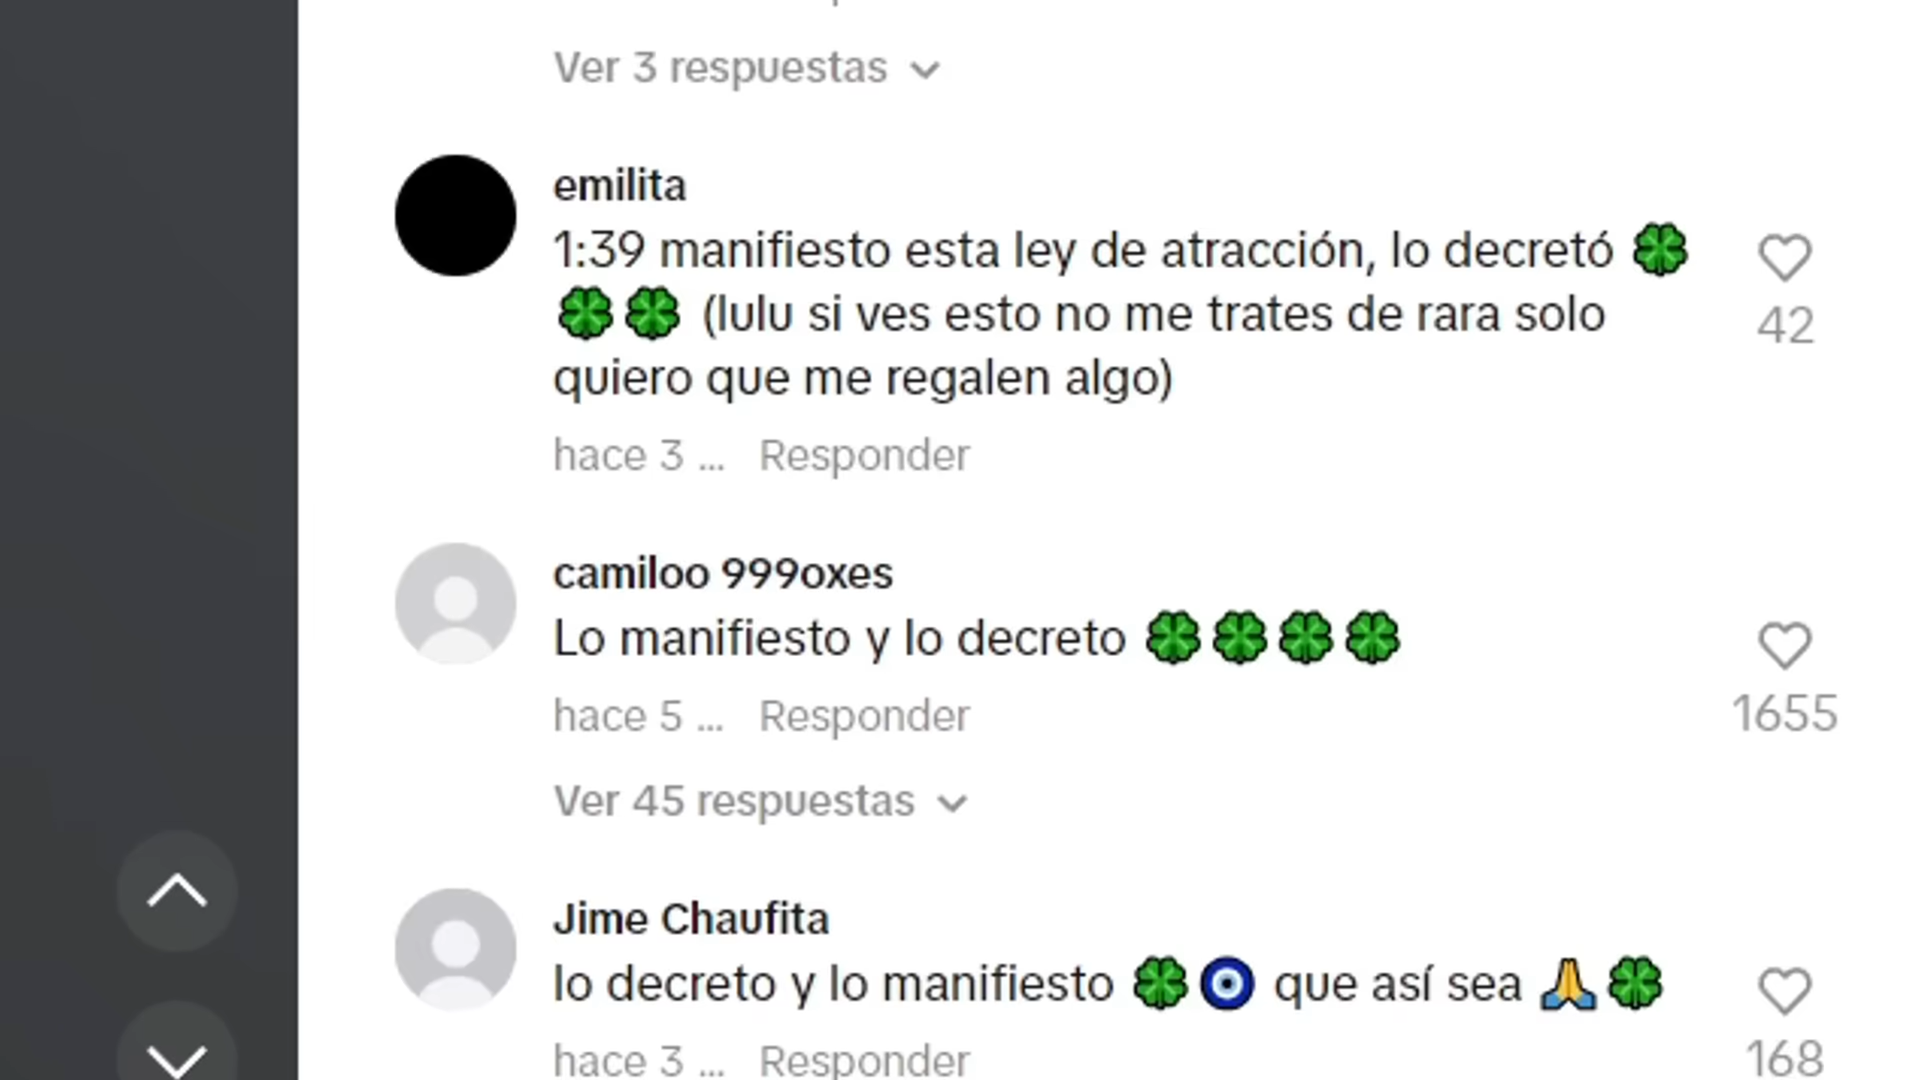 Ver 3 respuestas
emilita
1:39 manifiesto esta ley de atracción, lo decretó 🍀
🍀🍀 (lulu si ves esto no me trates de rara solo
quiero que me regalen algo)
42
hace 3 ... Responder
camiloo 999oxes
Lo manifiesto y lo decreto 🍀🍀🍀🍀
1655
hace 5 ... Responder
Ver 45 respuestas
Jime Chaufita
lo decreto y lo manifiesto 🍀🧿 que así sea 🙏🍀
168
hace 3 ... Responder